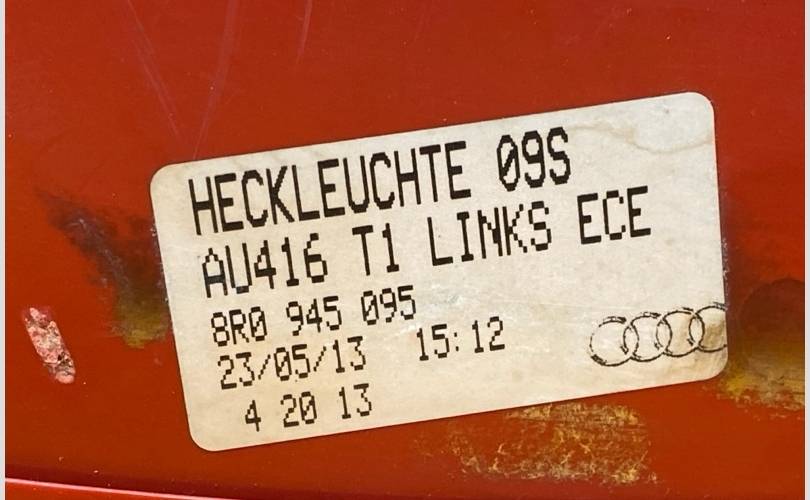 HECKLEUCHTE 09S
AU416 T1 LINKS ECE
8R0 945 095
23/05/13 15:12
4 20 13